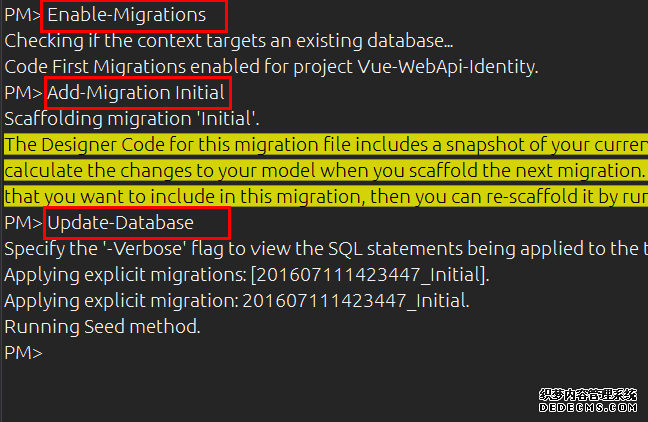 PM> Enable-Migrations
Checking if the context targets an existing database...
Code First Migrations enabled for project Vue-WebApi-Identity.
PM> Add-Migration Initial
Scaffolding migration 'Initial'.
The Designer Code for this migration file includes a snapshot of your curren
calculate the changes to your model when you scaffold the next migration.
that you want to include in this migration, then you can re-scaffold it by run
PM> Update-Database
Specify the '-Verbose' flag to view the SQL statements being applied to the t
Applying explicit migrations: [201607111423447_Initial].
Applying explicit migration: 201607111423447_Initial.
Running Seed method.
PM>
织梦内容管理系统
DEDECMS.COM